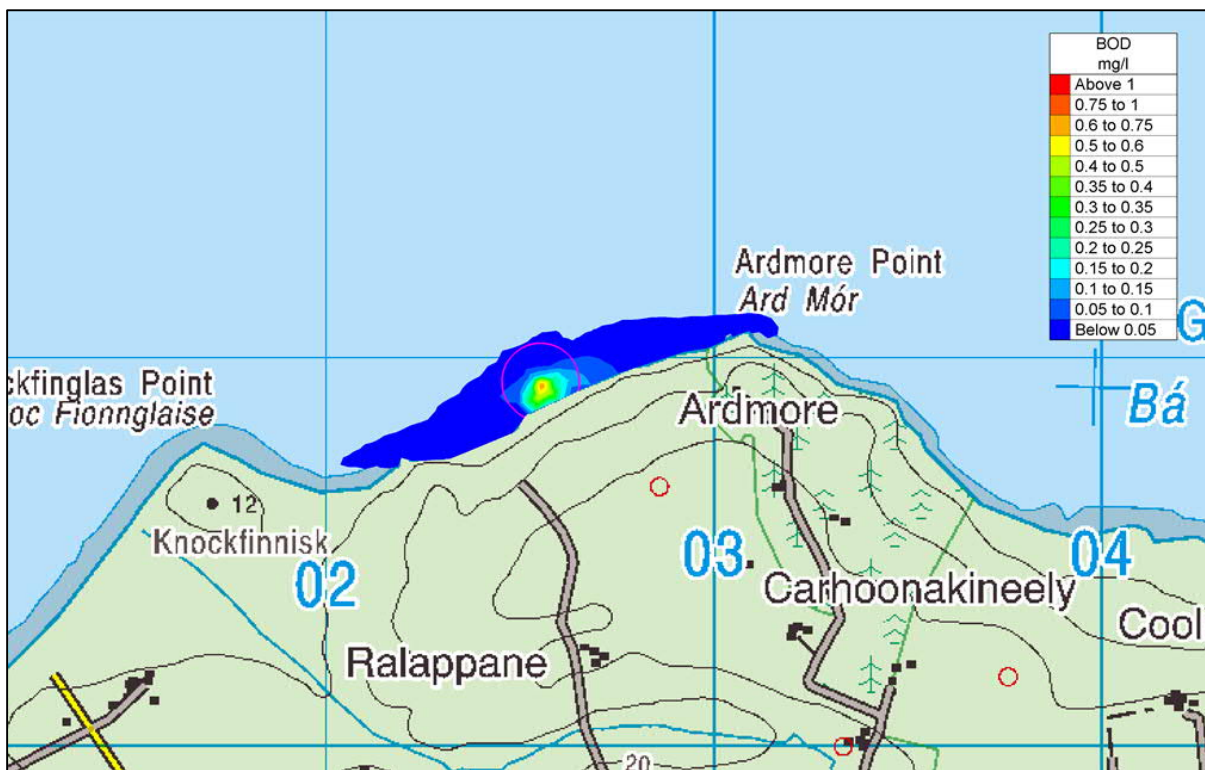 BOD
mg/l
Above 1
0.75 to 1
0.6 to 0.75
0.5 to 0.6
0.4 to 0.5
0.35 to 0.4
0.3 to 0.35
0.25 to 0.3
0.2 to 0.25
0.15 to 0.2
0.1 to 0.15
0.05 to 0.1
Below 0.05
Ardmore Point
Ard Mór
G
ckfinglas Point
oc Fionnglaise
Bá
Ardmore
12
Knockfinnisk
02
03
04
Carhoonakineely
Cool
Ralappane
20